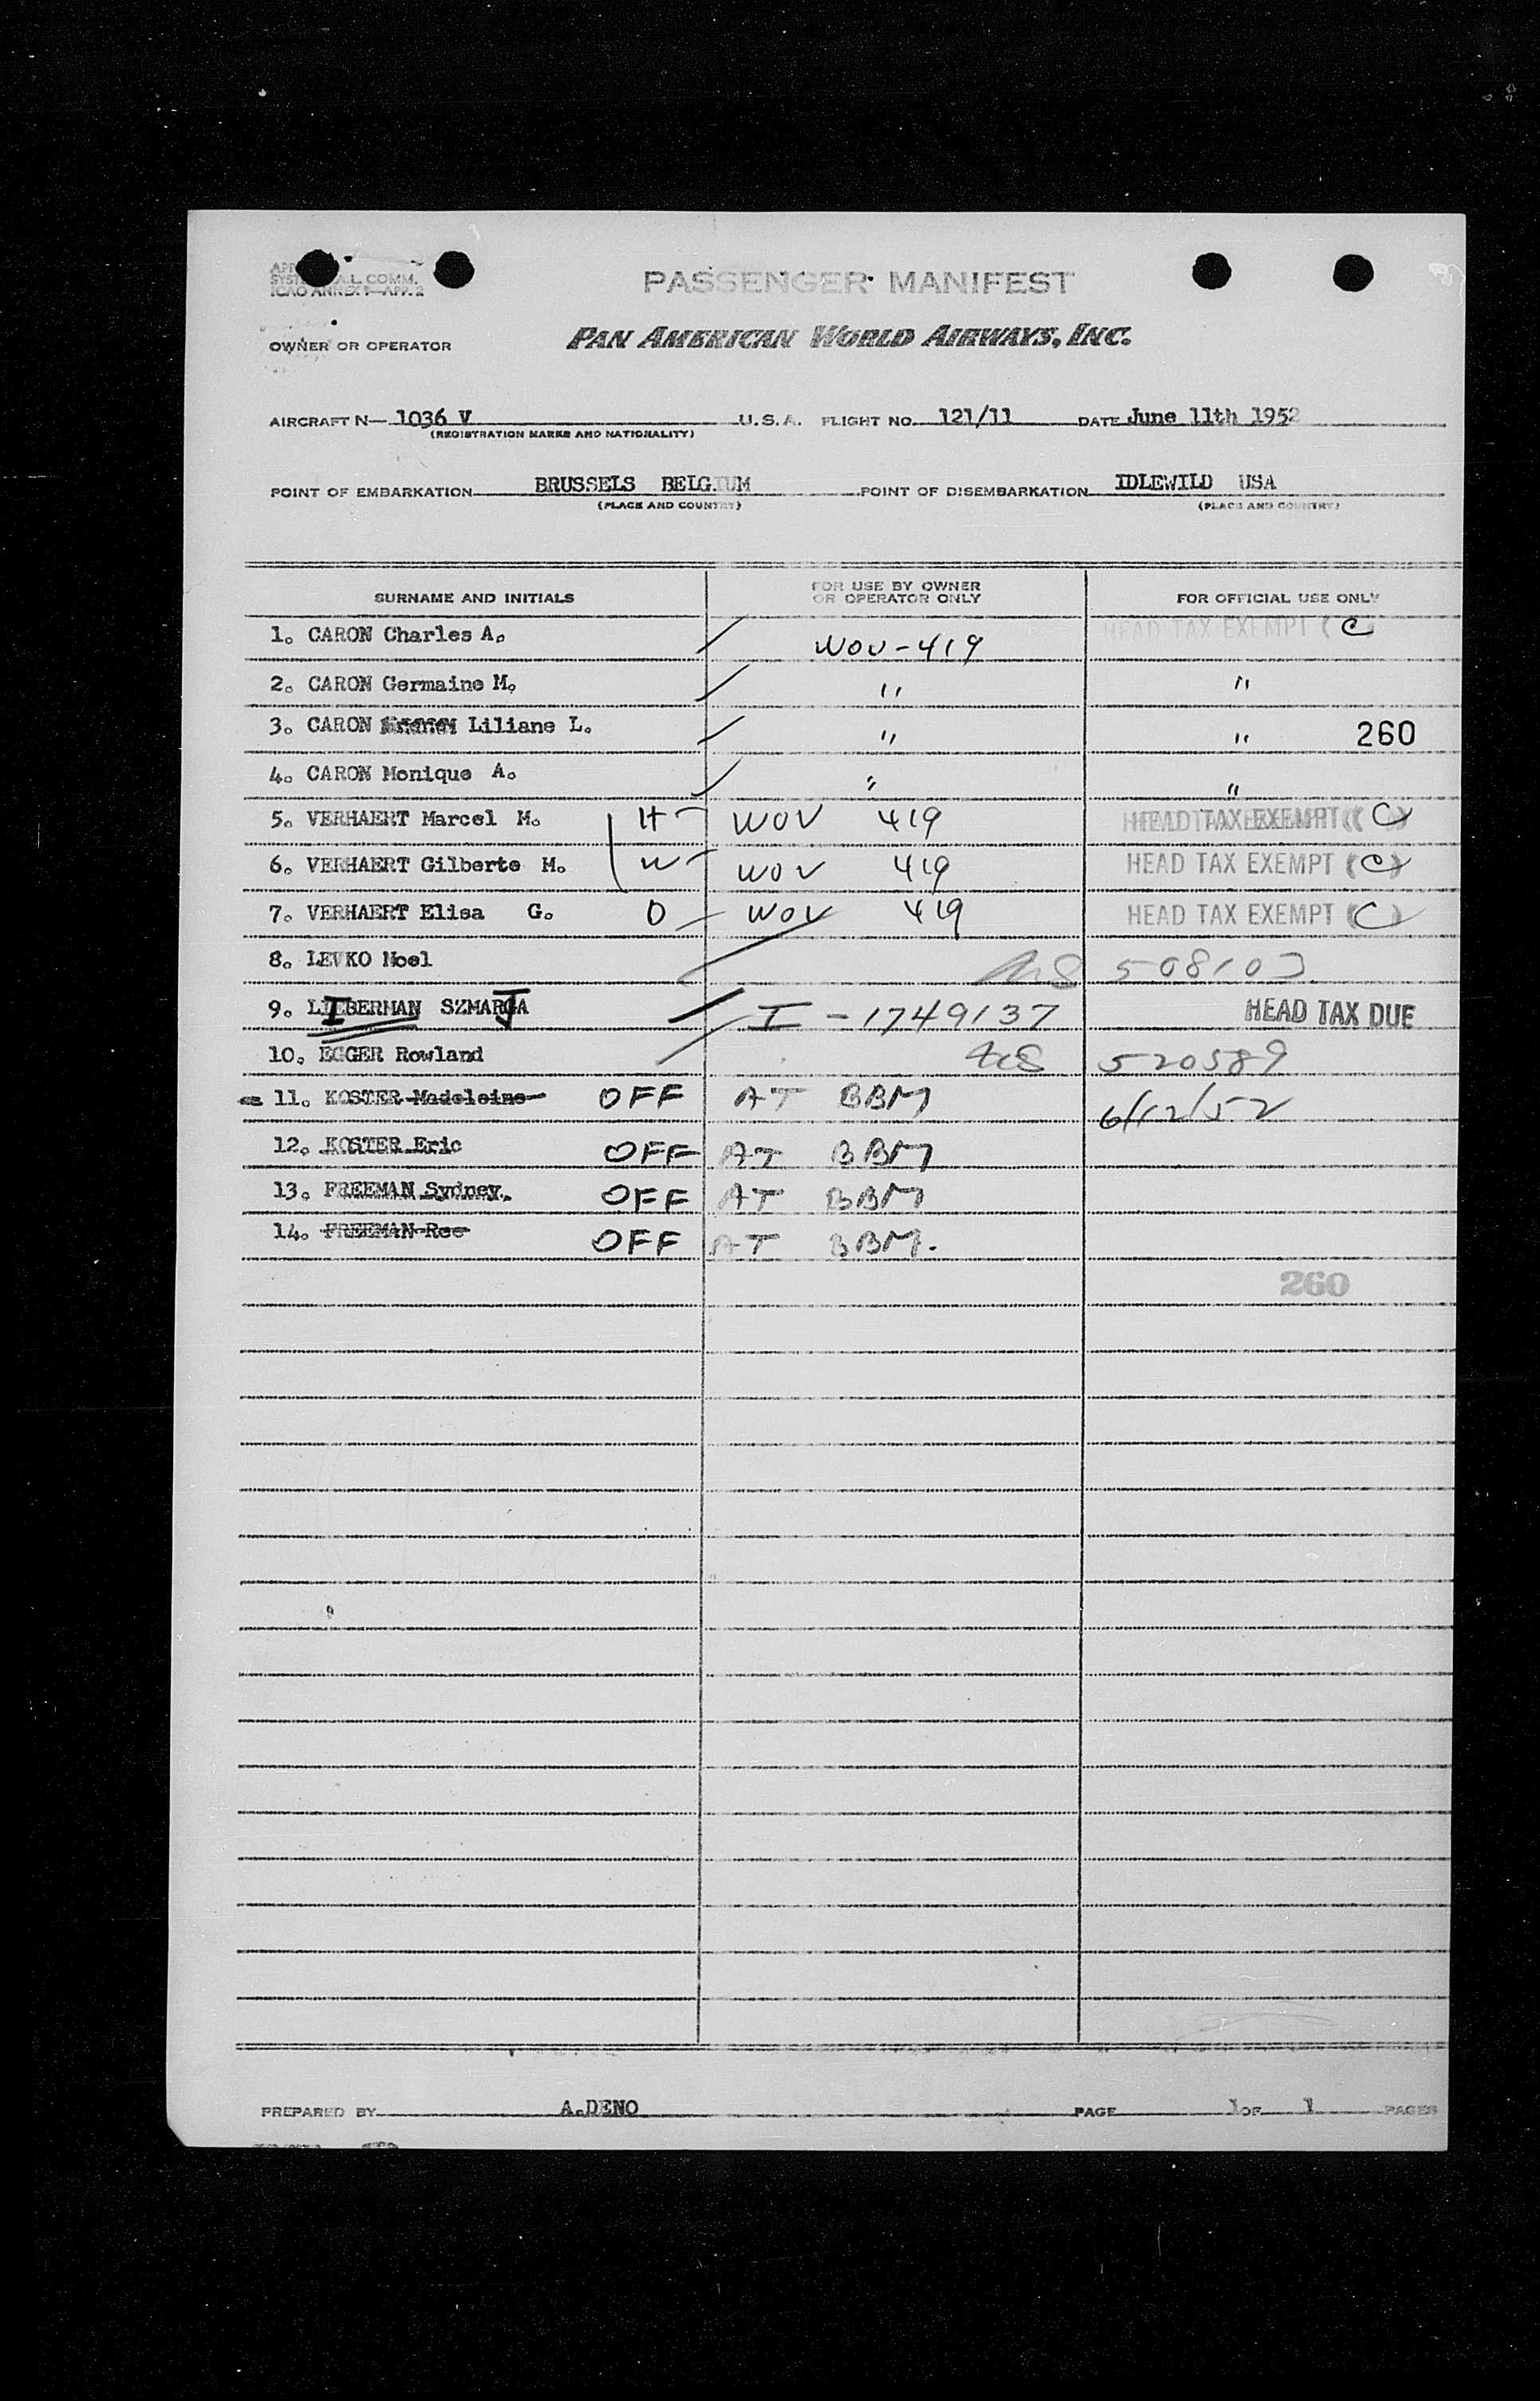 PASSENGER MANIFEST
A.L. COMM.
ICAO ANNEX 9—APP. 2
OWNER OR OPERATOR PAN AMERICAN WORLD AIRWAYS, INC.
AIRCRAFT N— 1036 V U.S.A. FLIGHT NO. 121/11 DATE June 11th 1952
(REGISTRATION MARKS AND NATIONALITY)
POINT OF EMBARKATION BRUSSELS BELGIUM POINT OF DISEMBARKATION IDLEWILD USA
(PLACE AND COUNTRY) (PLACE AND COUNTRY)
SURNAME AND INITIALS FOR USE BY OWNER OR OPERATOR ONLY FOR OFFICIAL USE ONLY
1. CARON Charles A. WOV-419 HEAD TAX EXEMPT (C)
2. CARON Germaine M. " "
3. CARON Liliane L. " " 260
4. CARON Monique A. " "
5. VERHAERT Marcel M. H WOV 419 HEAD TAX EXEMPT (C)
6. VERHAERT Gilberte M. W WOV 419 HEAD TAX EXEMPT (C)
7. VERHAERT Elisa G. D WOV 419 HEAD TAX EXEMPT (C)
8. LEVKO Noel 508103
9. LIEBERMAN SZMARJA I-1749137 HEAD TAX DUE
10. EGGER Rowland 520589
11. KOSTER Madeleine OFF AT BBM 6/12/52
12. KOSTER Eric OFF AT BBM
13. FREEMAN Sydney. OFF AT BBM
14. FREEMAN Ree OFF AT BBM.
260
PREPARED BY A.DENO PAGE 1 OF 1 PAGES